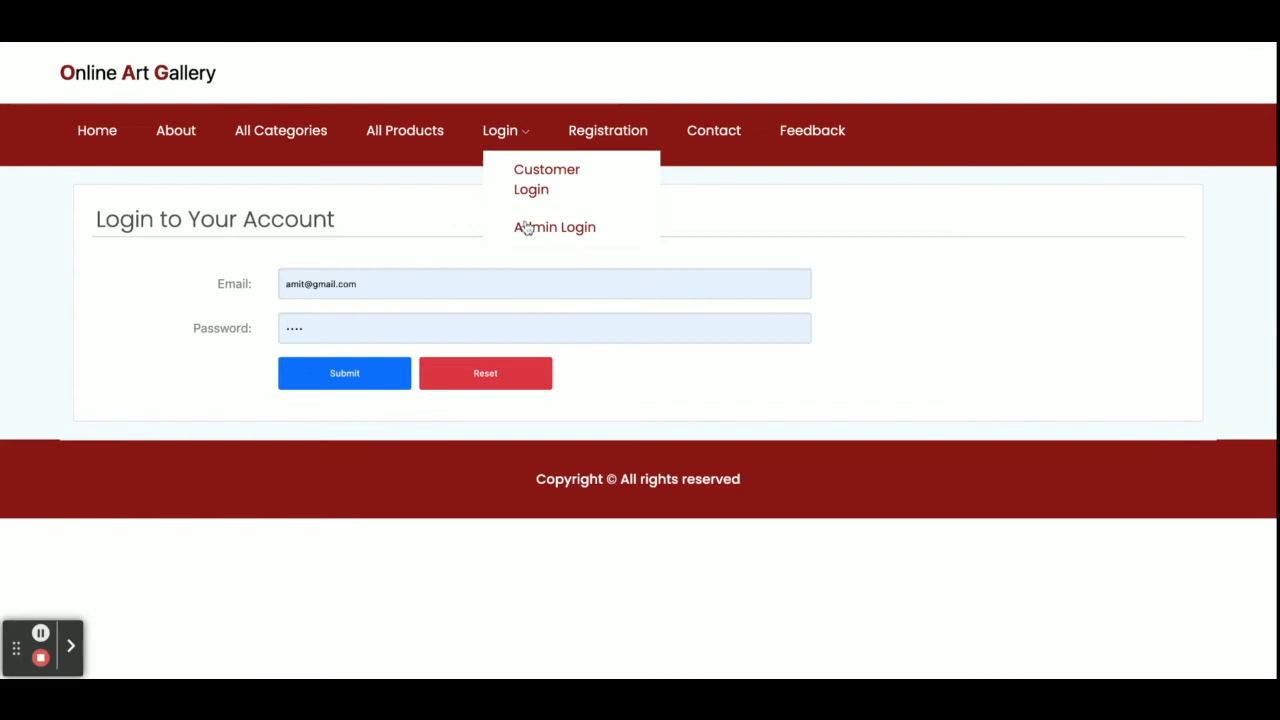 Online Art Gallery
Home About All Categories All Products Login Registration Contact Feedback
Customer
Login
Admin Login
Login to Your Account
Email: amit@gmail.com
Password: ····
Submit Reset
Copyright © All rights reserved